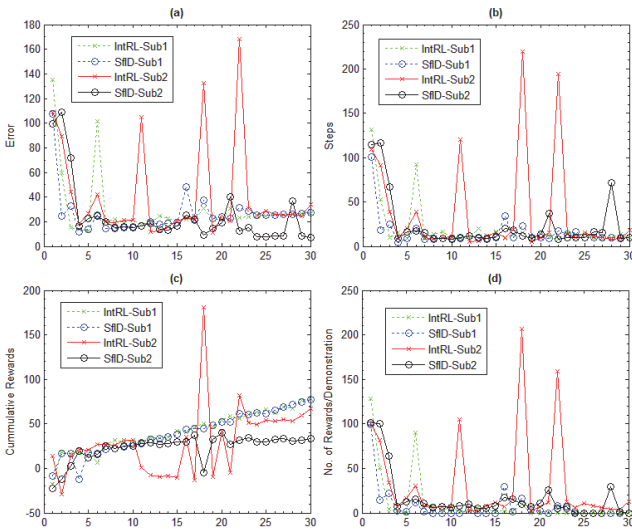 (a)
Error
180
160
140
120
100
80
60
40
20
0
0 5 10 15 20 25 30
IntRL-Sub1
SfID-Sub1
IntRL-Sub2
SfID-Sub2
(b)
Steps
250
200
150
100
50
0
0 5 10 15 20 25 30
IntRL-Sub1
SfID-Sub1
IntRL-Sub2
SfID-Sub2
(c)
Cummulative Rewards
200
150
100
50
0
-50
0 5 10 15 20 25 30
IntRL-Sub1
SfID-Sub1
IntRL-Sub2
SfID-Sub2
(d)
No. of Rewards/Demonstration
250
200
150
100
50
0
0 5 10 15 20 25 30
IntRL-Sub1
SfID-Sub1
IntRL-Sub2
SfID-Sub2